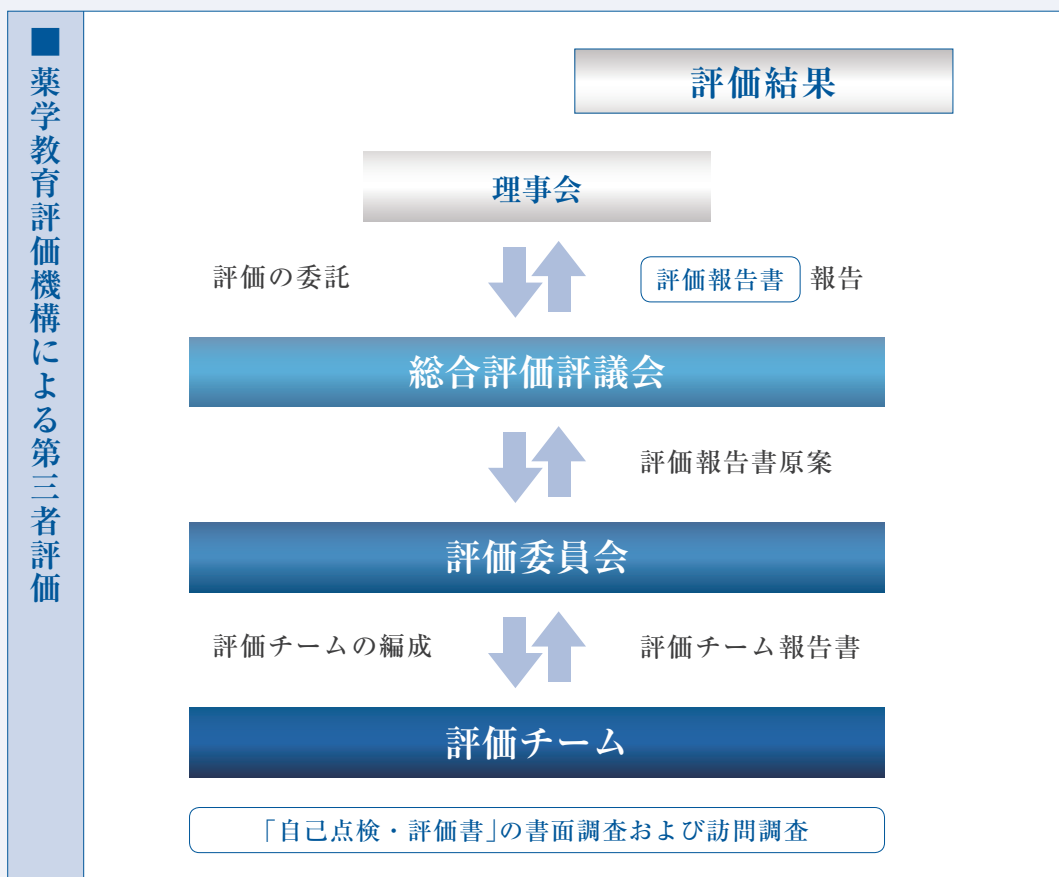 ■薬学教育評価機構による第三者評価
評価結果
理事会
評価の委託
評価報告書 報告
総合評価評議会
評価報告書原案
評価委員会
評価チームの編成
評価チーム報告書
評価チーム
「自己点検・評価書」の書面調査および訪問調査